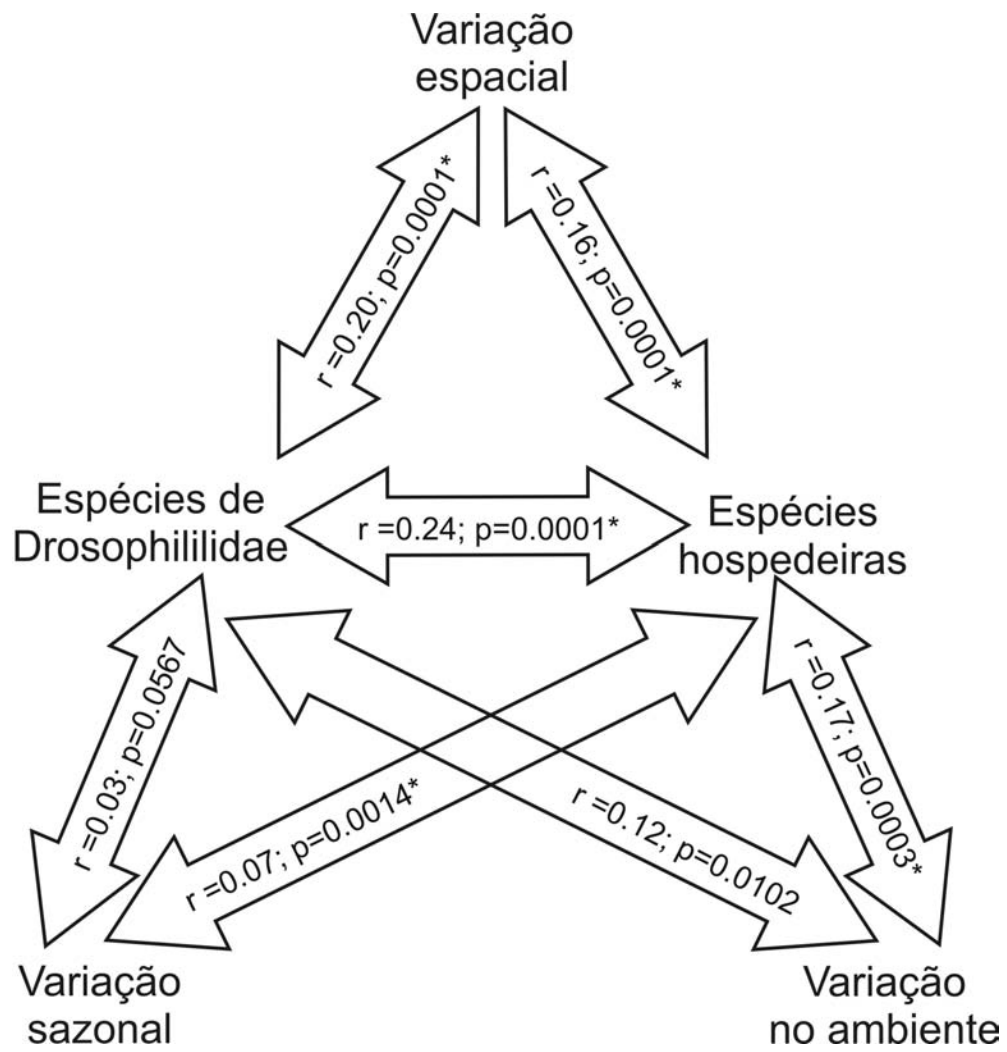 Variação
espacial
r =0.20; p=0.0001*
r =0.16; p=0.0001*
Espécies de
Drosophililidae
r =0.24; p=0.0001*
Espécies
hospedeiras
r =0.03; p=0.0567
r =0.07; p=0.0014*
r =0.12; p=0.0102
r =0.17; p=0.0003*
Variação
sazonal
Variação
no ambiente